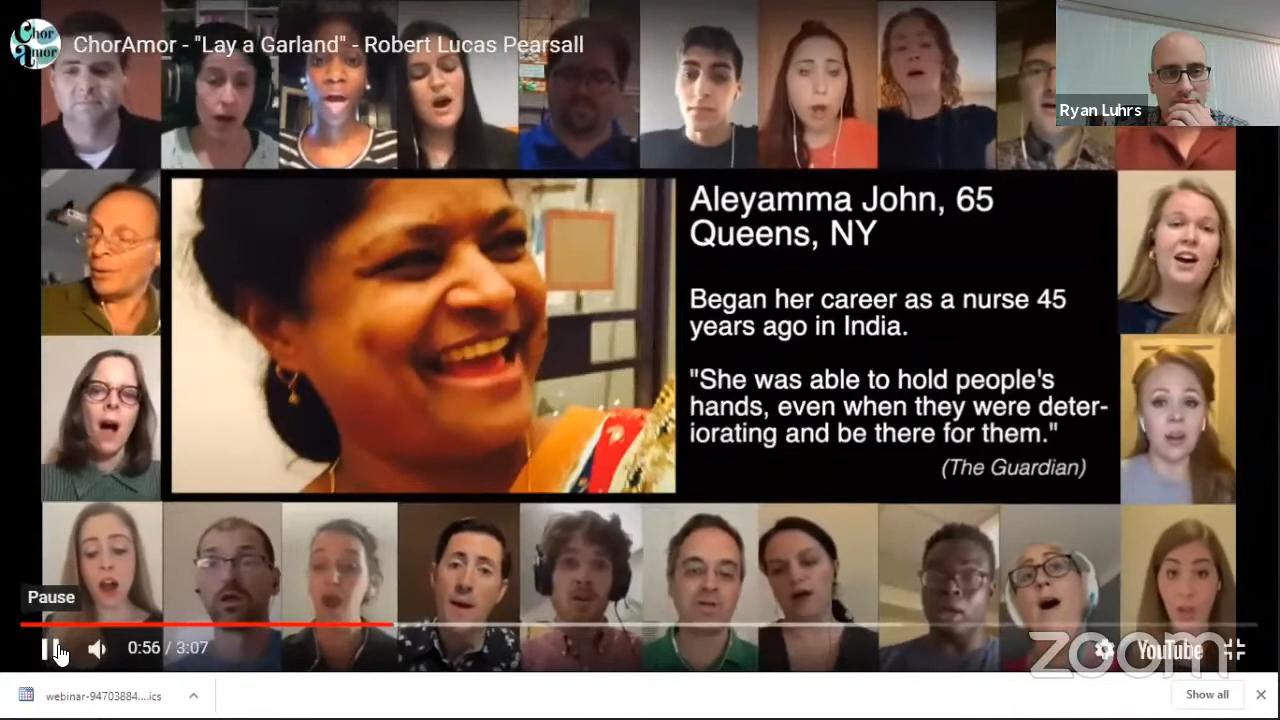 Chor
Amor
ChorAmor - "Lay a Garland" - Robert Lucas Pearsall
Ryan Luhrs
Aleyamma John, 65
Queens, NY
Began her career as a nurse 45
years ago in India.
"She was able to hold people's
hands, even when they were deter-
iorating and be there for them."
(The Guardian)
Pause
0:56 / 3:07
YouTube
zoom
webinar-94703884....ics
Show all